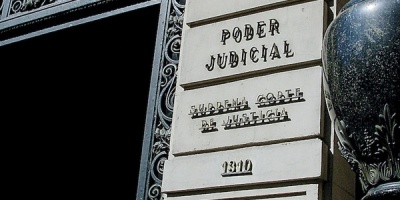 PODER
JUDICIAL
SUPREMA CORTE
DE JUSTICIA
1810